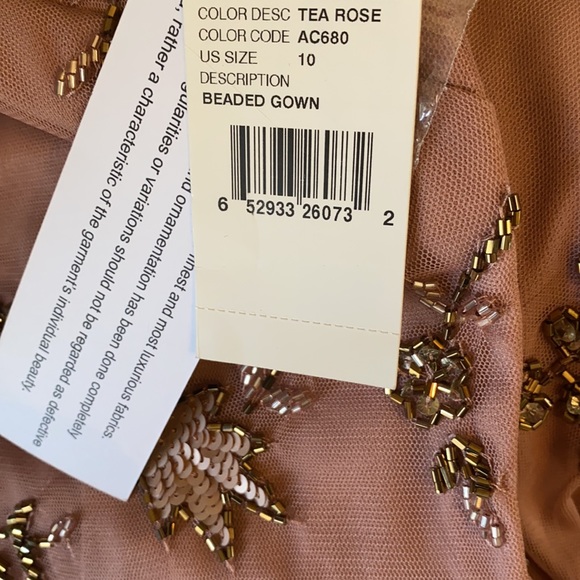 COLOR DESC TEA ROSE
COLOR CODE AC680
US SIZE 10
DESCRIPTION
BEADED GOWN
6 52933 26073 2
finest and most luxurious fabrics,
and ornamentation has been done completely
gularities or variations should not be regarded as defective
, rather a characteristic of the garment's individual beauty.